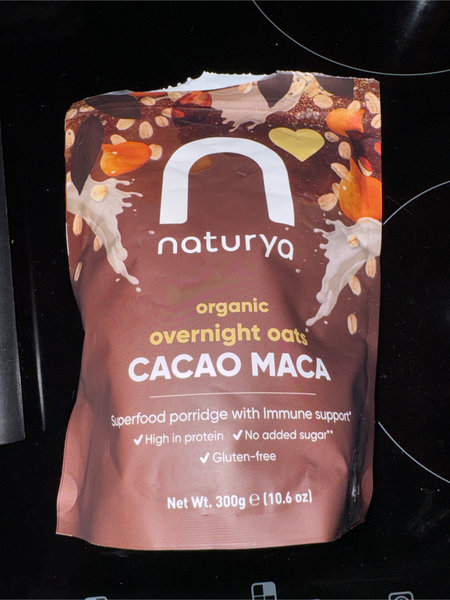 naturya
organic
overnight oats
CACAO MACA
Superfood porridge with Immune support*
✓High in protein ✓No added sugar**
✓Gluten-free
Net Wt. 300g ℮ (10.6 oz)